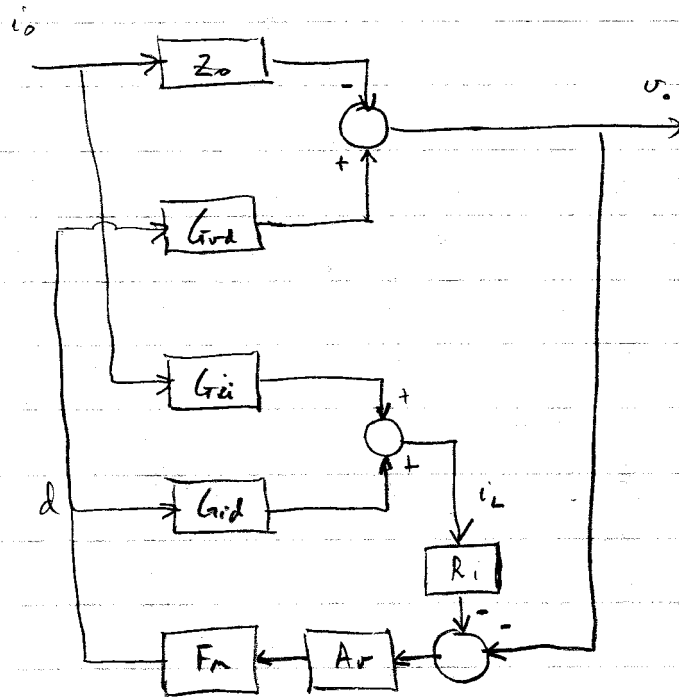 i₀
Z₀
-
v₀
+
Gvd
Gii
+
+
d
Gid
iL
Ri
-
-
Fm
Av